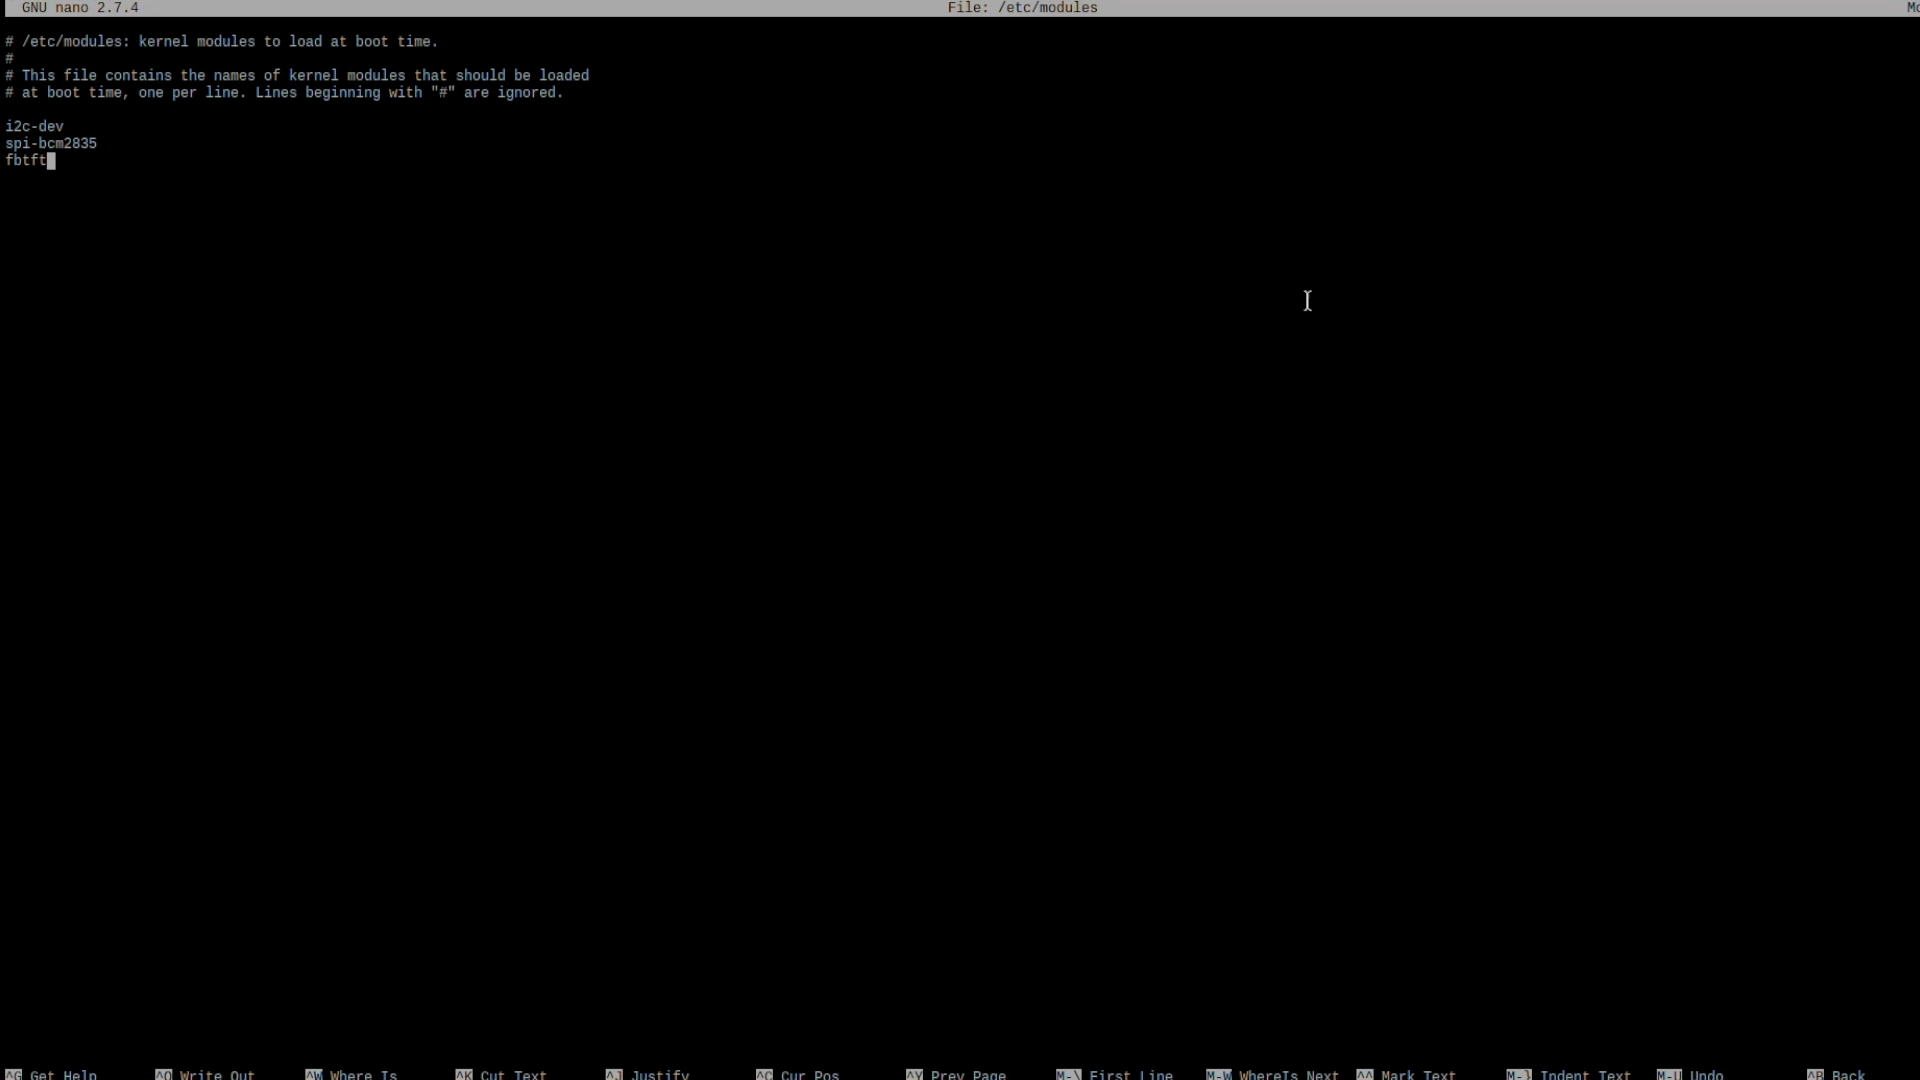 GNU nano 2.7.4 File: /etc/modules Mo
# /etc/modules: kernel modules to load at boot time.
#
# This file contains the names of kernel modules that should be loaded
# at boot time, one per line. Lines beginning with "#" are ignored.
i2c-dev
spi-bcm2835
fbtft
^G Get Help ^O Write Out ^W Where Is ^K Cut Text ^J Justify ^C Cur Pos ^Y Prev Page M-\ First Line M-W WhereIs Next ^^ Mark Text M-} Indent Text M-U Undo ^B Back